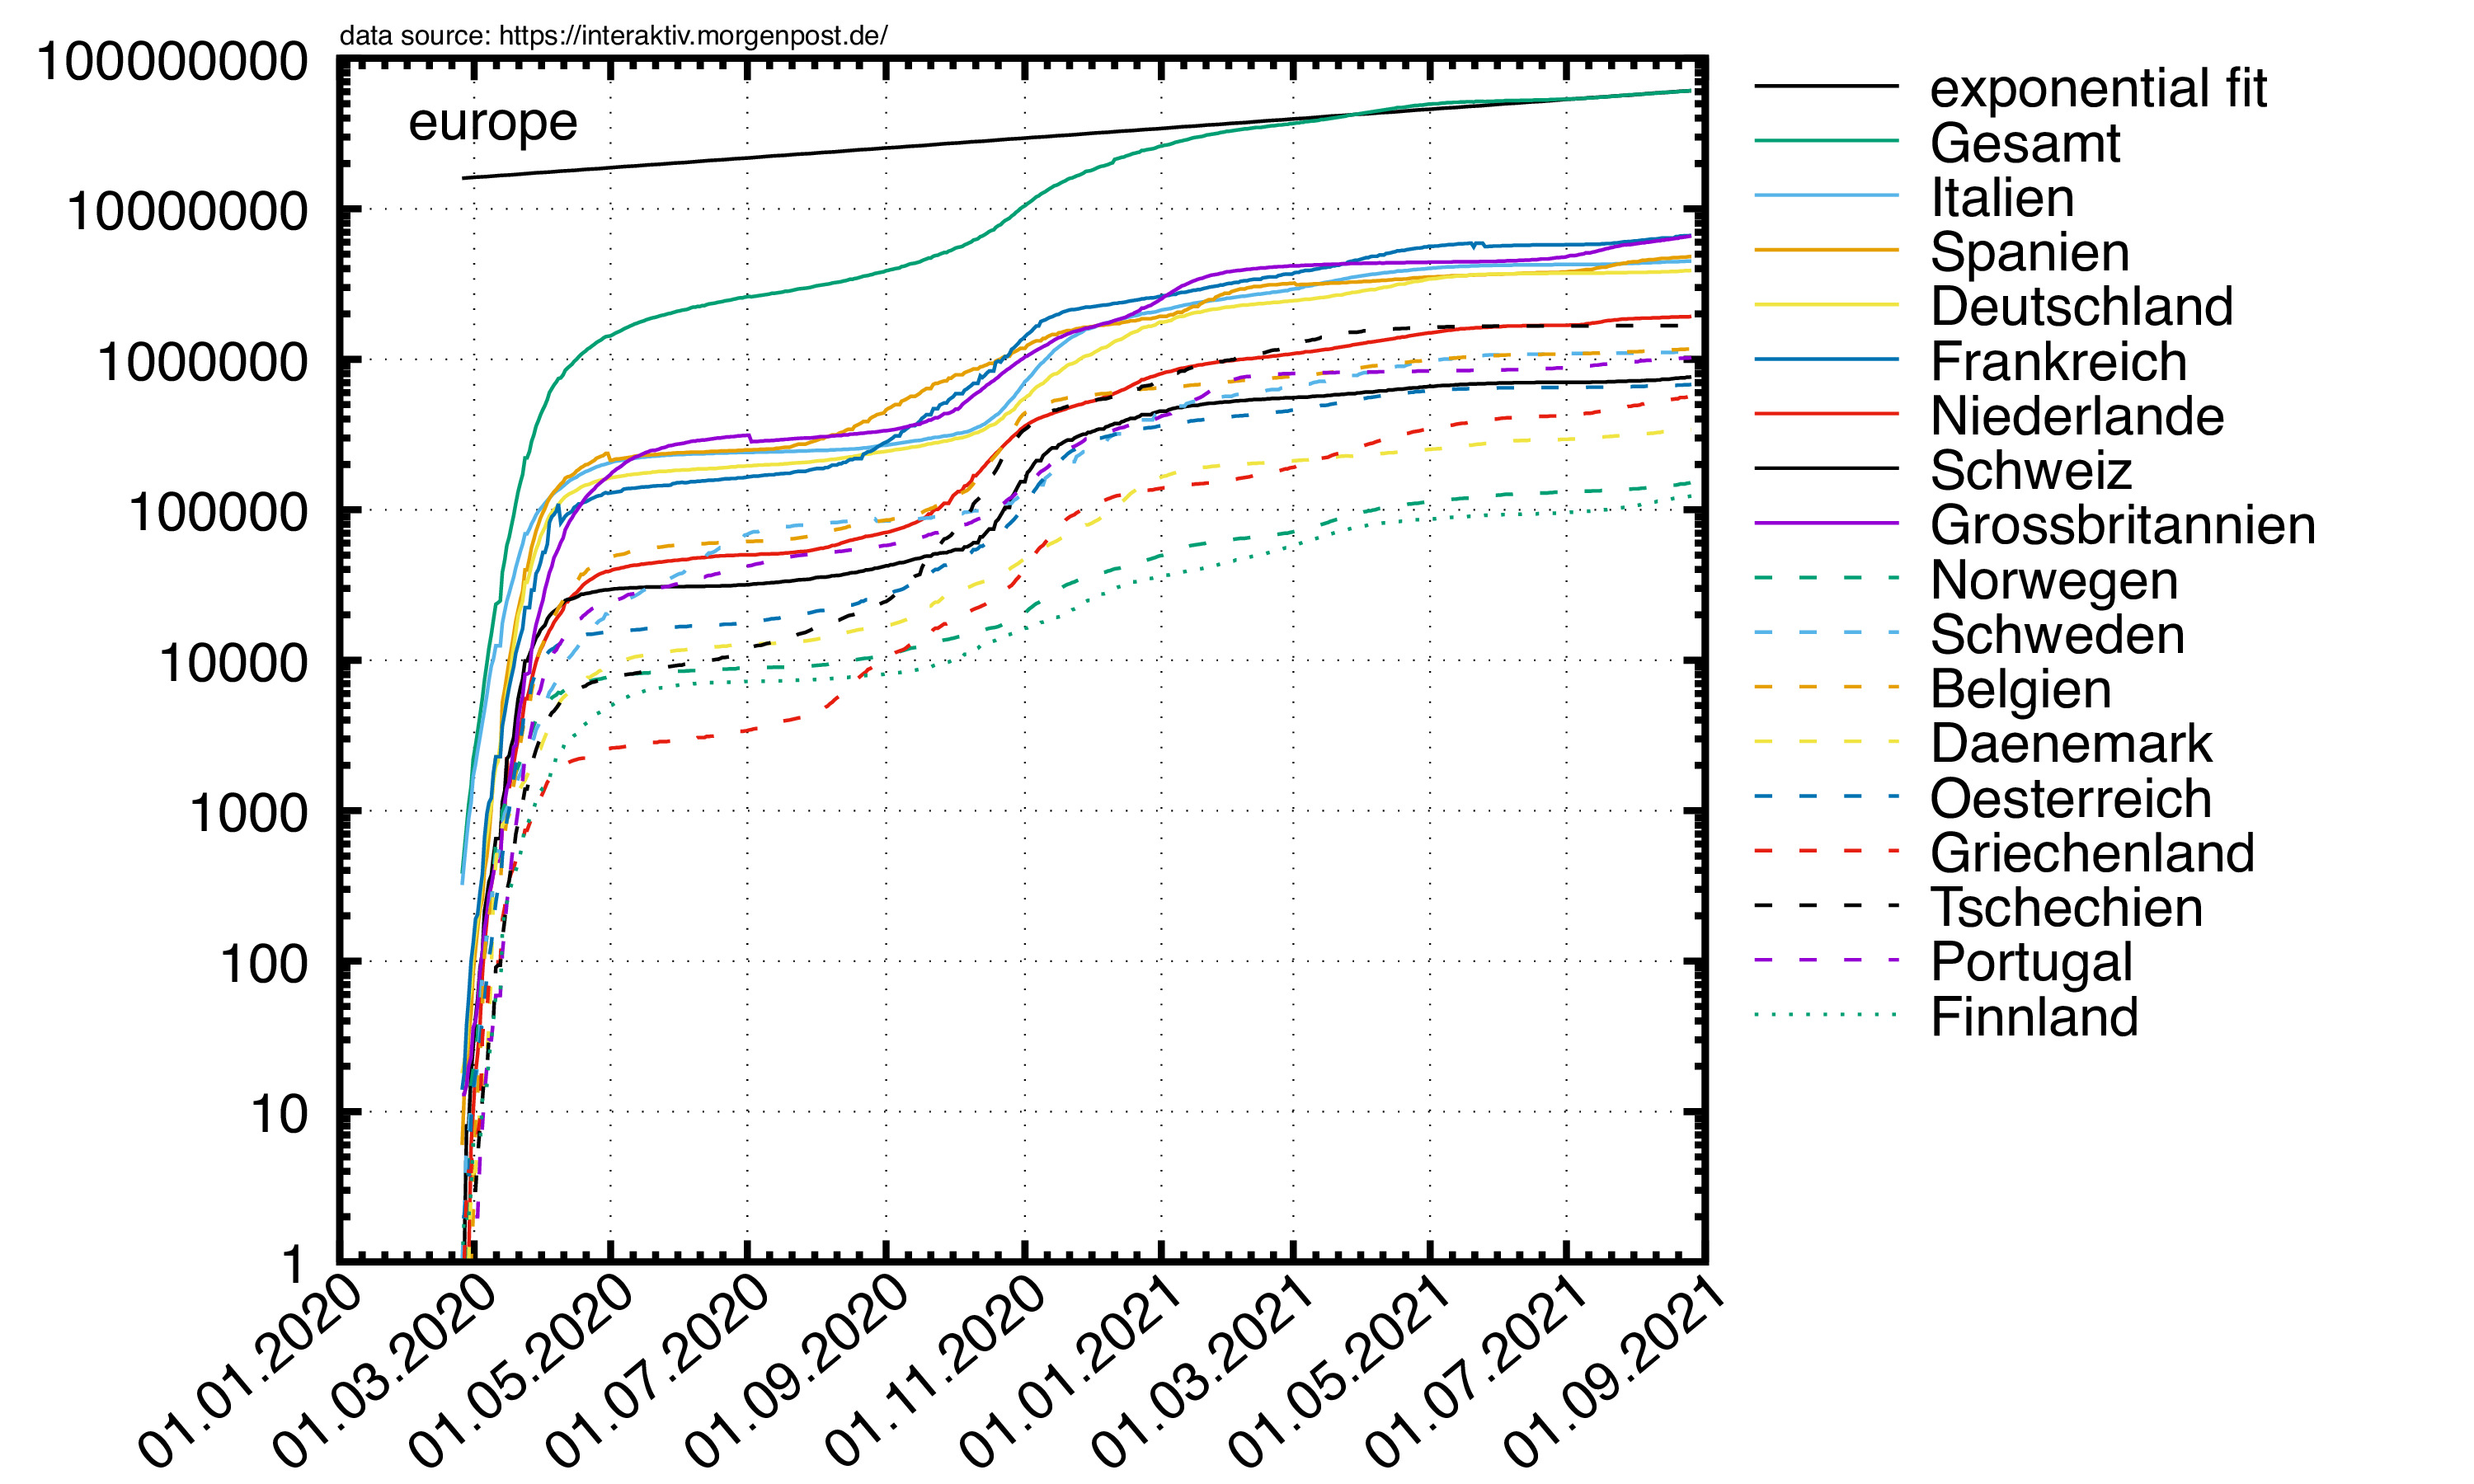 data source: https://interaktiv.morgenpost.de/
100000000
10000000
1000000
100000
10000
1000
100
10
1
europe
01.01.2020
01.03.2020
01.05.2020
01.07.2020
01.09.2020
01.11.2020
01.01.2021
01.03.2021
01.05.2021
01.07.2021
01.09.2021
exponential fit
Gesamt
Italien
Spanien
Deutschland
Frankreich
Niederlande
Schweiz
Grossbritannien
Norwegen
Schweden
Belgien
Daenemark
Oesterreich
Griechenland
Tschechien
Portugal
Finnland